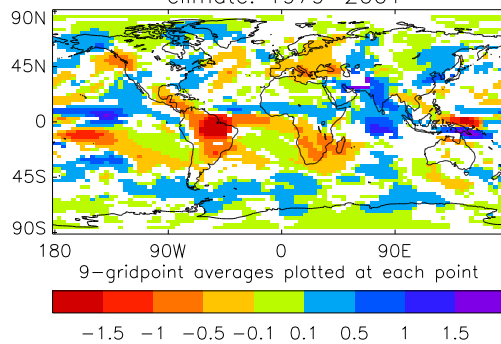 90N
45N
0
45S
90S
180 90W 0 90E
9-gridpoint averages plotted at each point
-1.5 -1 -0.5 -0.1 0.1 0.5 1 1.5